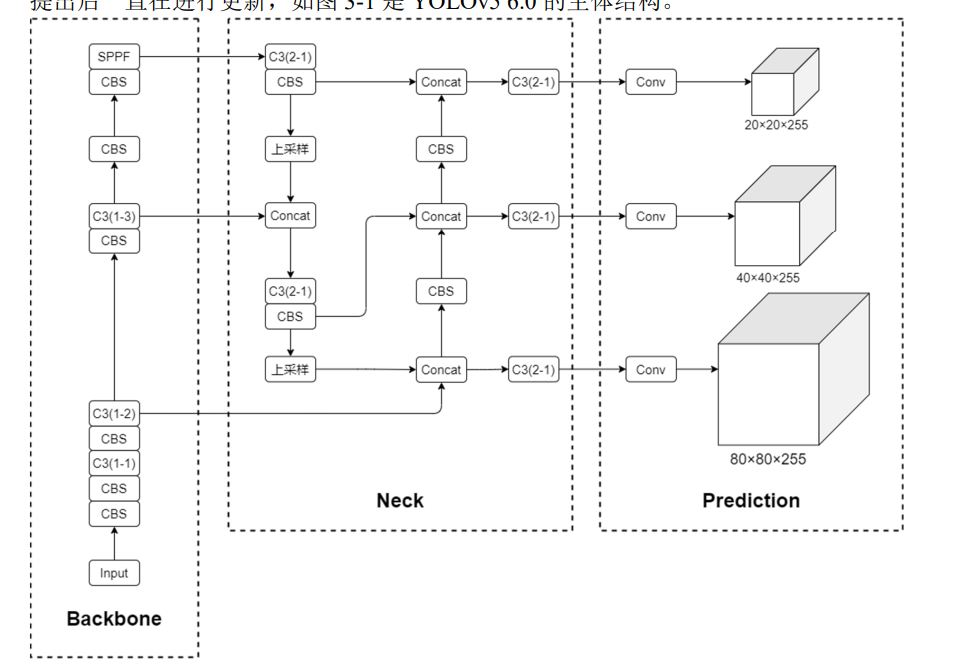 提出后一直在进行更新，如图 3-1 是 YOLOv5 6.0 的主体结构。
SPPF
CBS
CBS
C3(1-3)
CBS
C3(1-2)
CBS
C3(1-1)
CBS
CBS
Input
Backbone
C3(2-1)
CBS
上采样
Concat
C3(2-1)
CBS
上采样
Concat
CBS
Concat
CBS
Concat
C3(2-1)
C3(2-1)
C3(2-1)
Neck
Conv
20×20×255
Conv
40×40×255
Conv
80×80×255
Prediction